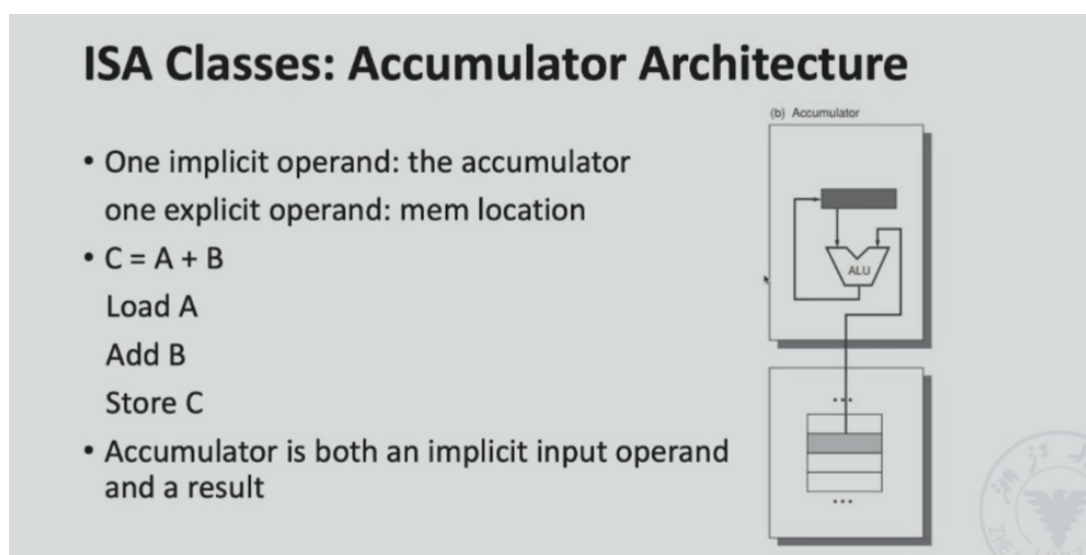 ISA Classes: Accumulator Architecture
(b) Accumulator
• One implicit operand: the accumulator
one explicit operand: mem location
• C = A + B
Load A
Add B
Store C
• Accumulator is both an implicit input operand
and a result
ALU
...
...